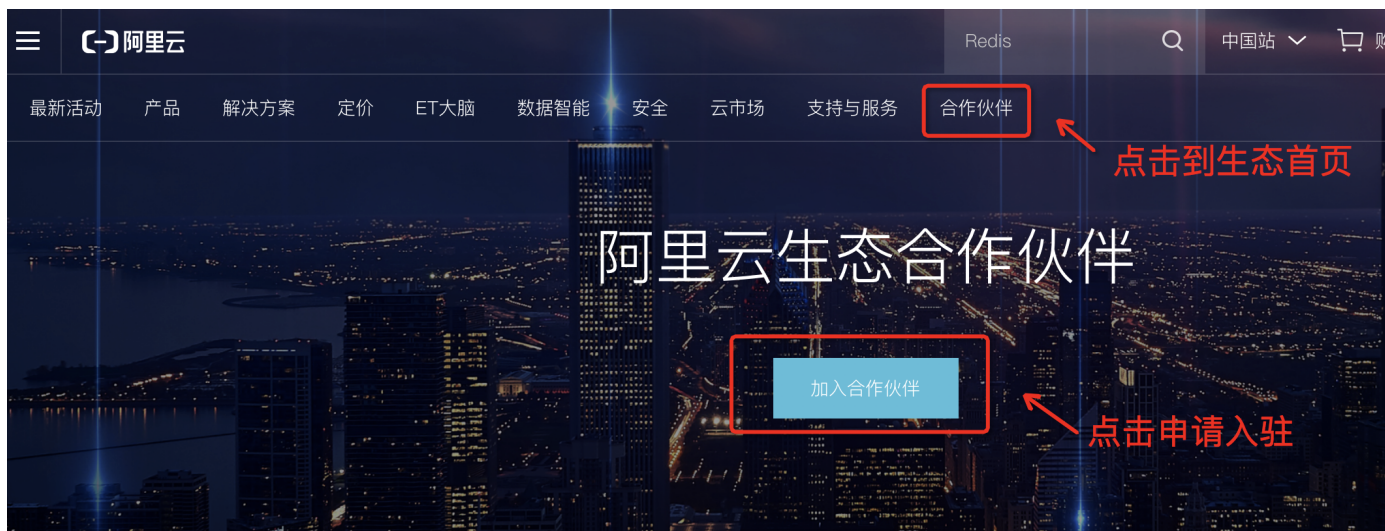 阿里云
Redis
中国站
购
最新活动 产品 解决方案 定价 ET大脑 数据智能 安全 云市场 支持与服务 合作伙伴
点击到生态首页
阿里云生态合作伙伴
加入合作伙伴
点击申请入驻